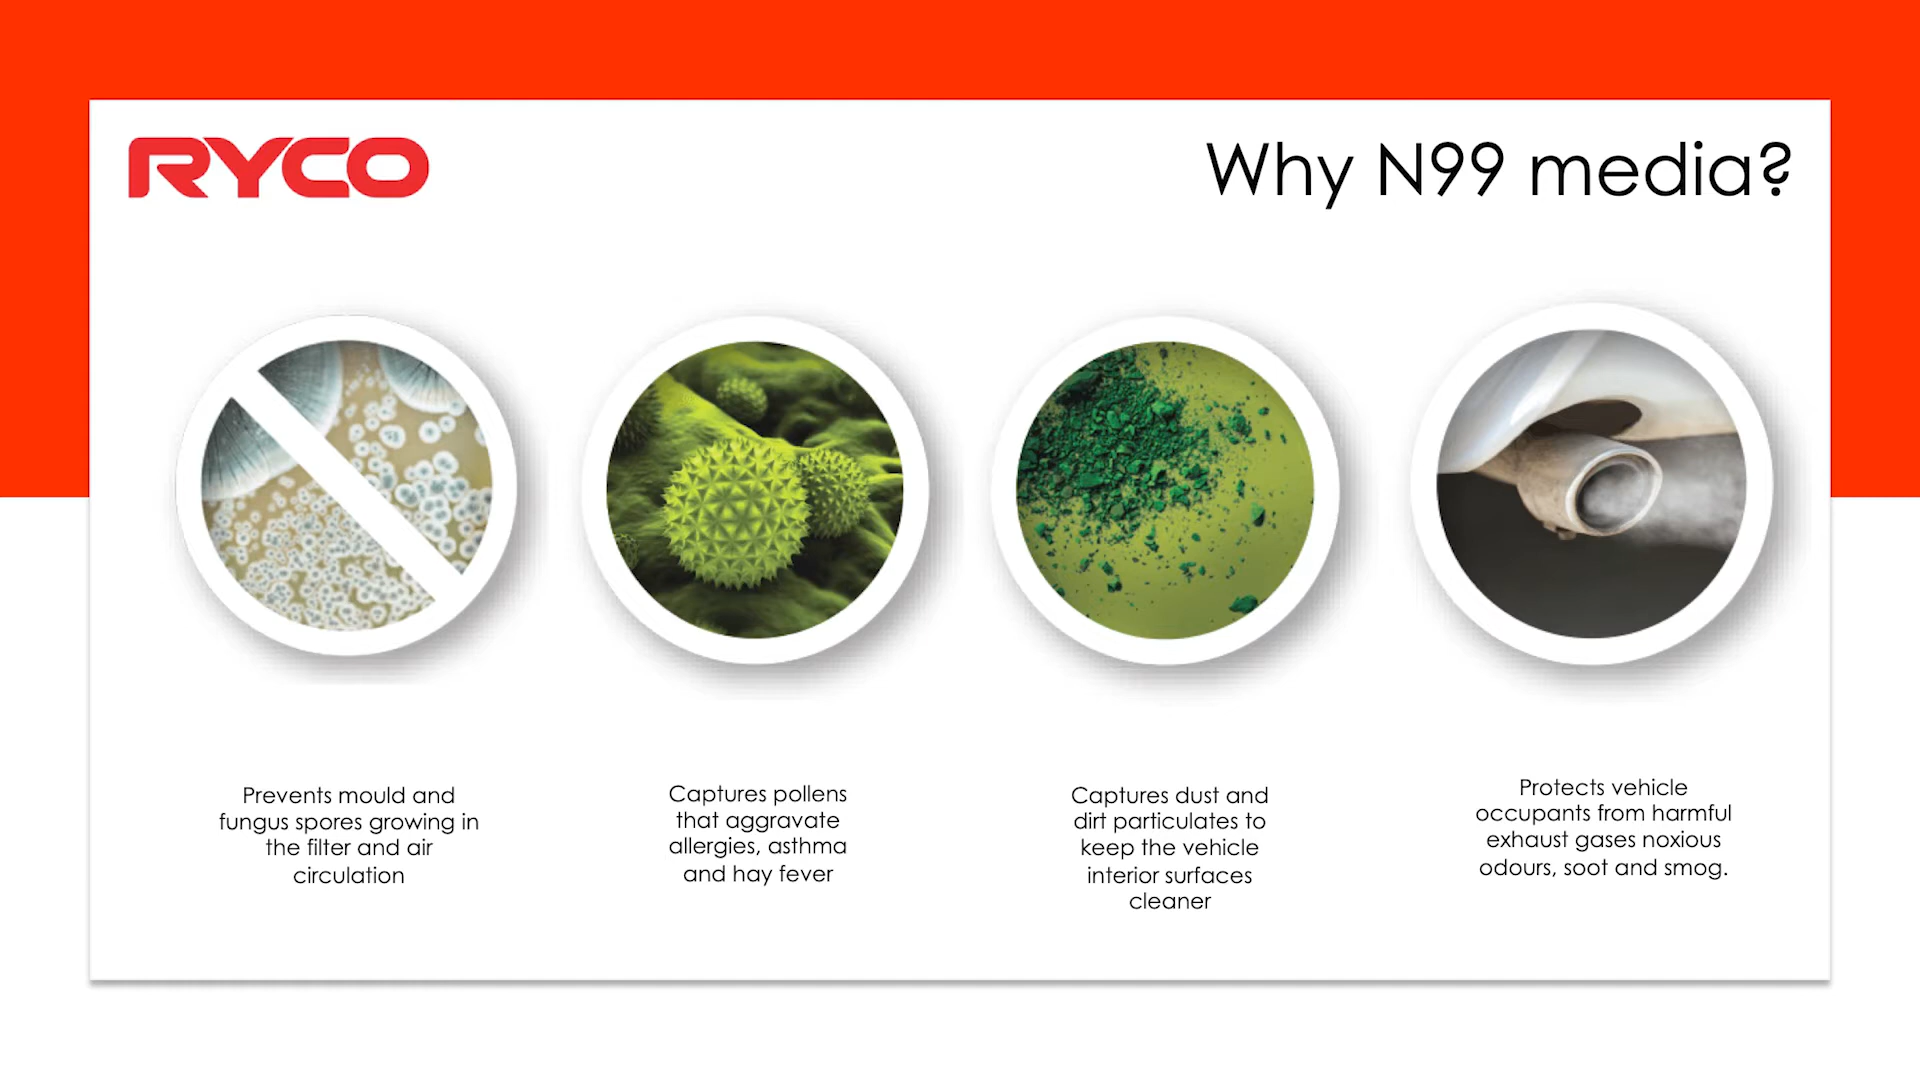 RYCO
Why N99 media?
Prevents mould and
fungus spores growing in
the filter and air
circulation
Captures pollens
that aggravate
allergies, asthma
and hay fever
Captures dust and
dirt particulates to
keep the vehicle
interior surfaces
cleaner
Protects vehicle
occupants from harmful
exhaust gases noxious
odours, soot and smog.